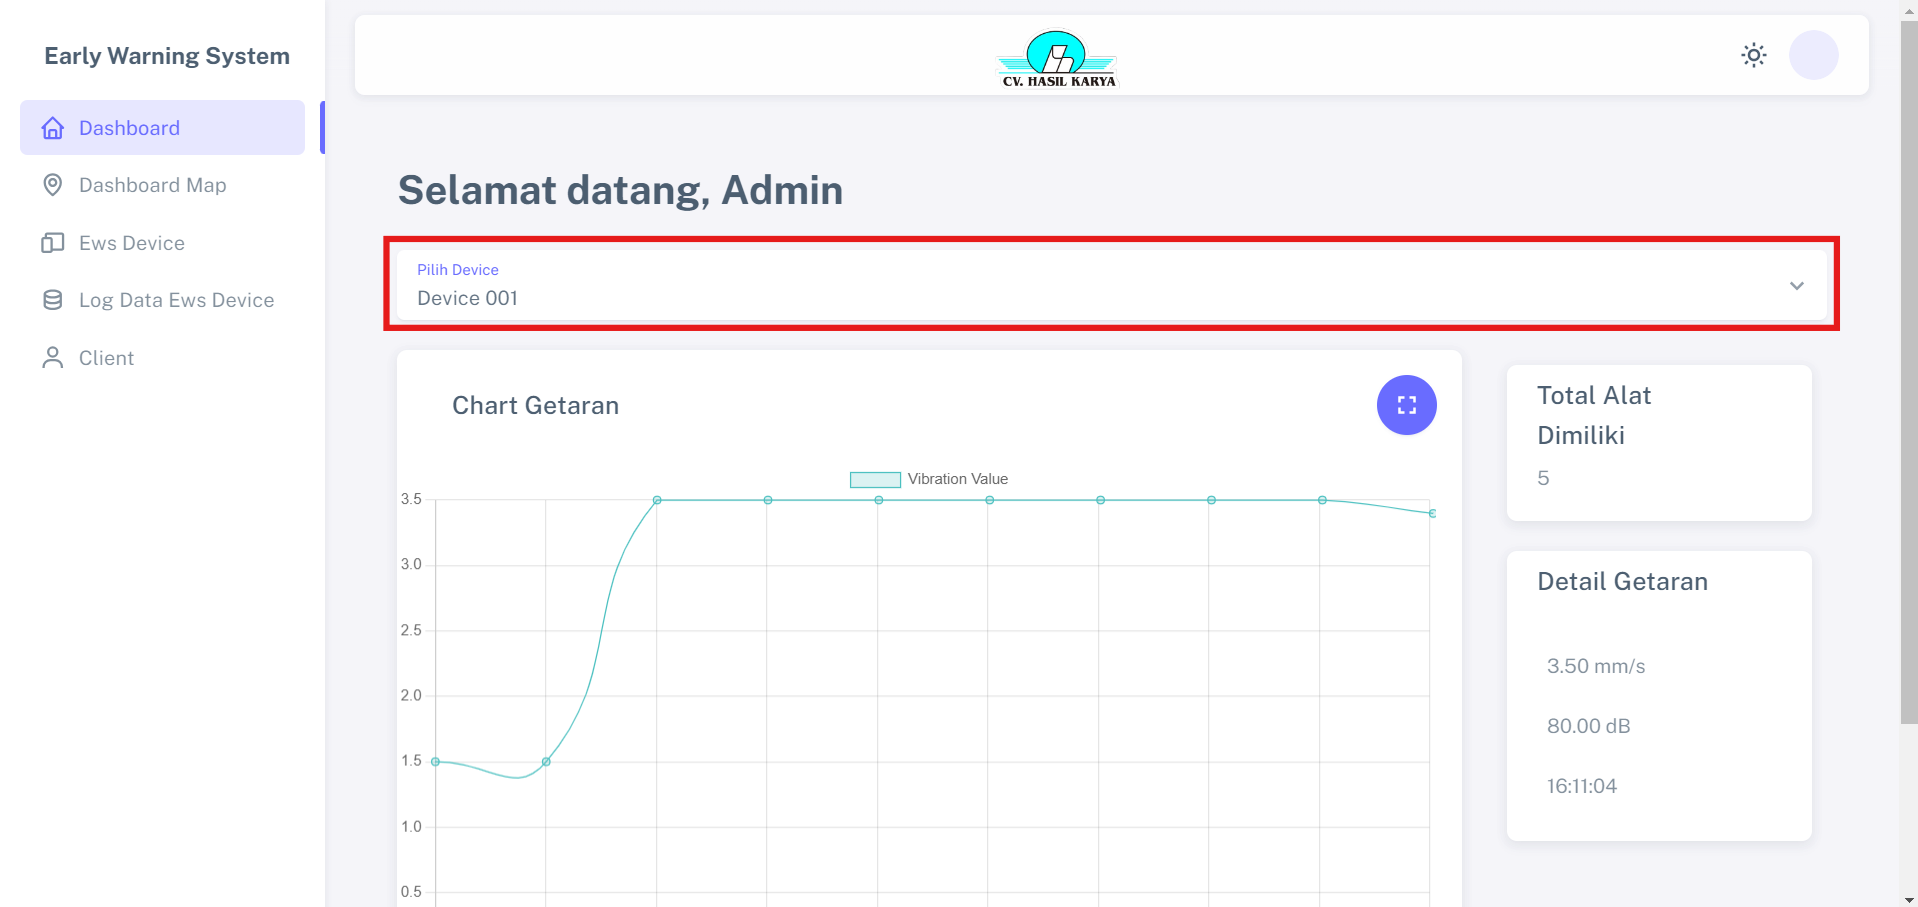 Early Warning System
Dashboard
Dashboard Map
Ews Device
Log Data Ews Device
Client
CV. HASIL KARYA
Selamat datang, Admin
Pilih Device
Device 001
Chart Getaran
Vibration Value
3.5
3.0
2.5
2.0
1.5
1.0
0.5
Total Alat
Dimiliki
5
Detail Getaran
3.50 mm/s
80.00 dB
16:11:04